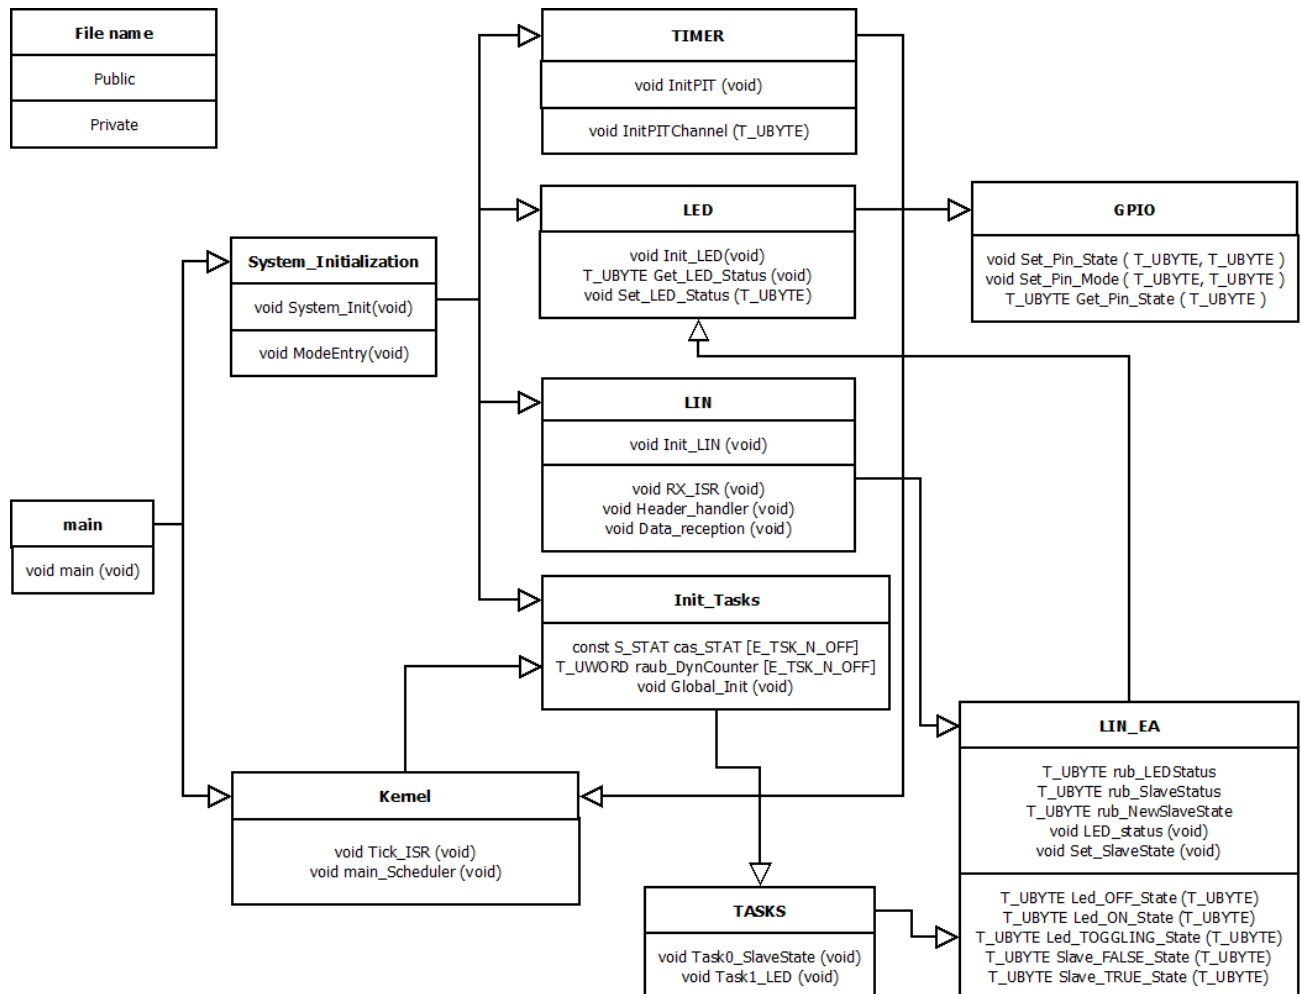 File name
Public
Private
TIMER
void InitPIT (void)
void InitPITChannel (T_UBYTE)
LED
void Init_LED(void)
T_UBYTE Get_LED_Status (void)
void Set_LED_Status (T_UBYTE)
GPIO
void Set_Pin_State ( T_UBYTE, T_UBYTE )
void Set_Pin_Mode ( T_UBYTE, T_UBYTE )
T_UBYTE Get_Pin_State ( T_UBYTE )
System_Initialization
void System_Init(void)
void ModeEntry(void)
LIN
void Init_LIN (void)
void RX_ISR (void)
void Header_handler (void)
void Data_reception (void)
main
void main (void)
Init_Tasks
const S_STAT cas_STAT [E_TSK_N_OFF]
T_UWORD raub_DynCounter [E_TSK_N_OFF]
void Global_Init (void)
Kernel
void Tick_ISR (void)
void main_Scheduler (void)
LIN_EA
T_UBYTE rub_LEDStatus
T_UBYTE rub_SlaveStatus
T_UBYTE rub_NewSlaveState
void LED_status (void)
void Set_SlaveState (void)
T_UBYTE Led_OFF_State (T_UBYTE)
T_UBYTE Led_ON_State (T_UBYTE)
T_UBYTE Led_TOGGLING_State (T_UBYTE)
T_UBYTE Slave_FALSE_State (T_UBYTE)
T_UBYTE Slave_TRUE_State (T_UBYTE)
TASKS
void Task0_SlaveState (void)
void Task1_LED (void)